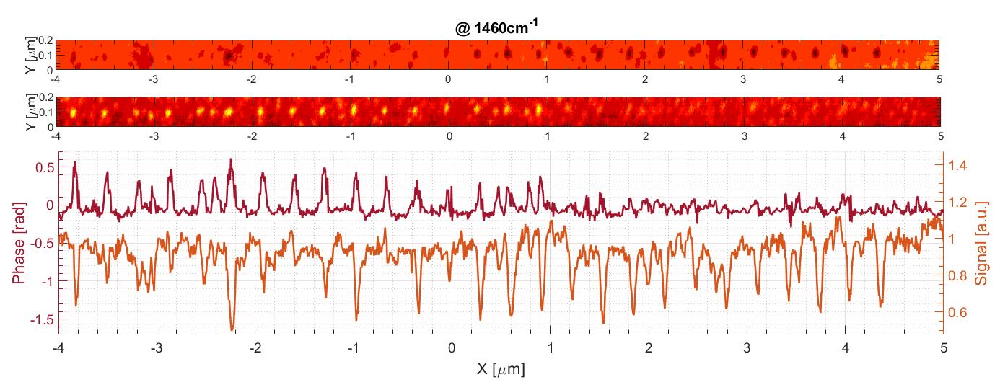 @ 1460cm-1
Y [μm]
0.2
0.1
0
-4 -3 -2 -1 0 1 2 3 4 5
Y [μm]
0.2
0.1
0
-4 -3 -2 -1 0 1 2 3 4 5
Phase [rad]
0.5
0
-0.5
-1
-1.5
1.4
1.2
1
0.8
0.6
Signal [a.u.]
-4 -3 -2 -1 0 1 2 3 4 5
X [μm]